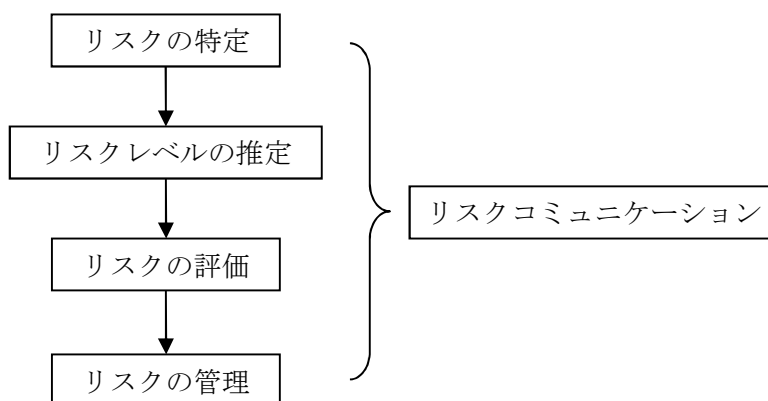 リスクの特定
リスクレベルの推定
リスクコミュニケーション
リスクの評価
リスクの管理